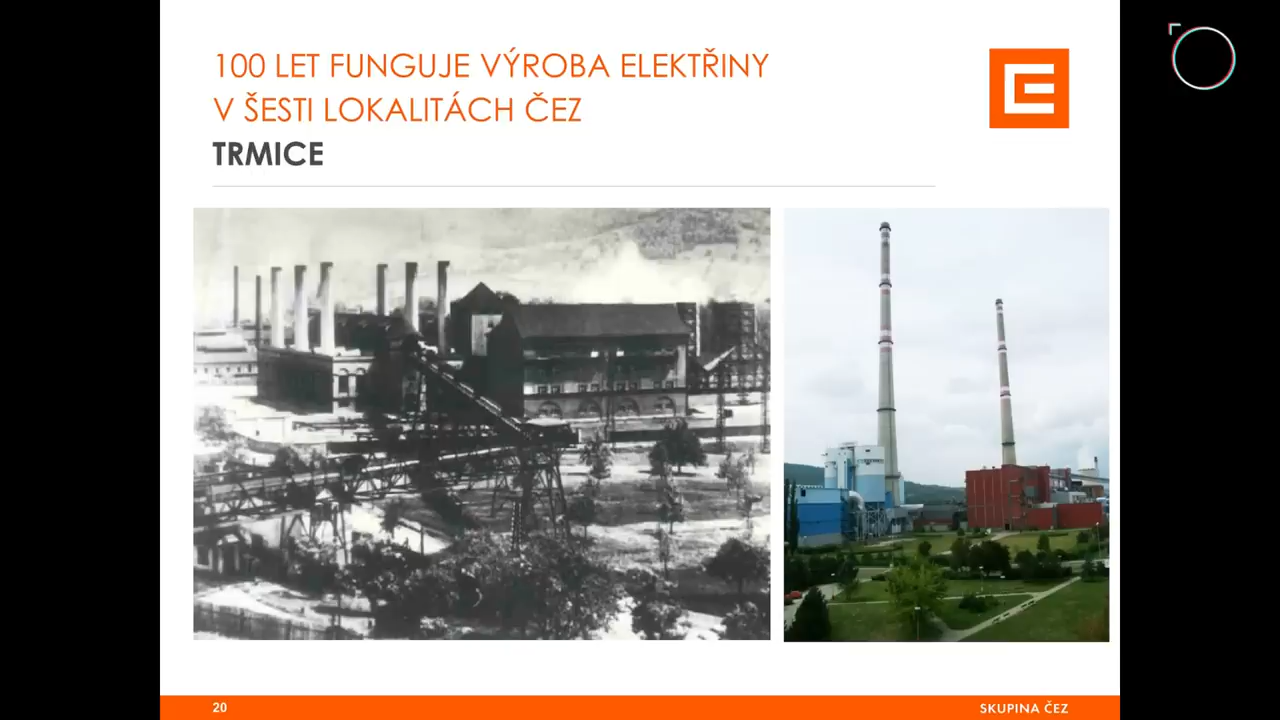 100 LET FUNGUJE VÝROBA ELEKTŘINY
V ŠESTI LOKALITÁCH ČEZ
TRMICE
20
SKUPINA ČEZ